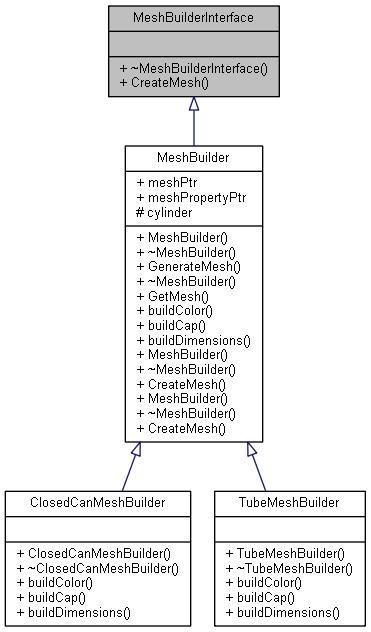 MeshBuilderInterface
+ ~MeshBuilderInterface()
+ CreateMesh()
MeshBuilder
+ meshPtr
+ meshPropertyPtr
# cylinder
+ MeshBuilder()
+ ~MeshBuilder()
+ GenerateMesh()
+ ~MeshBuilder()
+ GetMesh()
+ buildColor()
+ buildCap()
+ buildDimensions()
+ MeshBuilder()
+ ~MeshBuilder()
+ CreateMesh()
+ MeshBuilder()
+ ~MeshBuilder()
+ CreateMesh()
ClosedCanMeshBuilder
+ ClosedCanMeshBuilder()
+ ~ClosedCanMeshBuilder()
+ buildColor()
+ buildCap()
+ buildDimensions()
TubeMeshBuilder
+ TubeMeshBuilder()
+ ~TubeMeshBuilder()
+ buildColor()
+ buildCap()
+ buildDimensions()